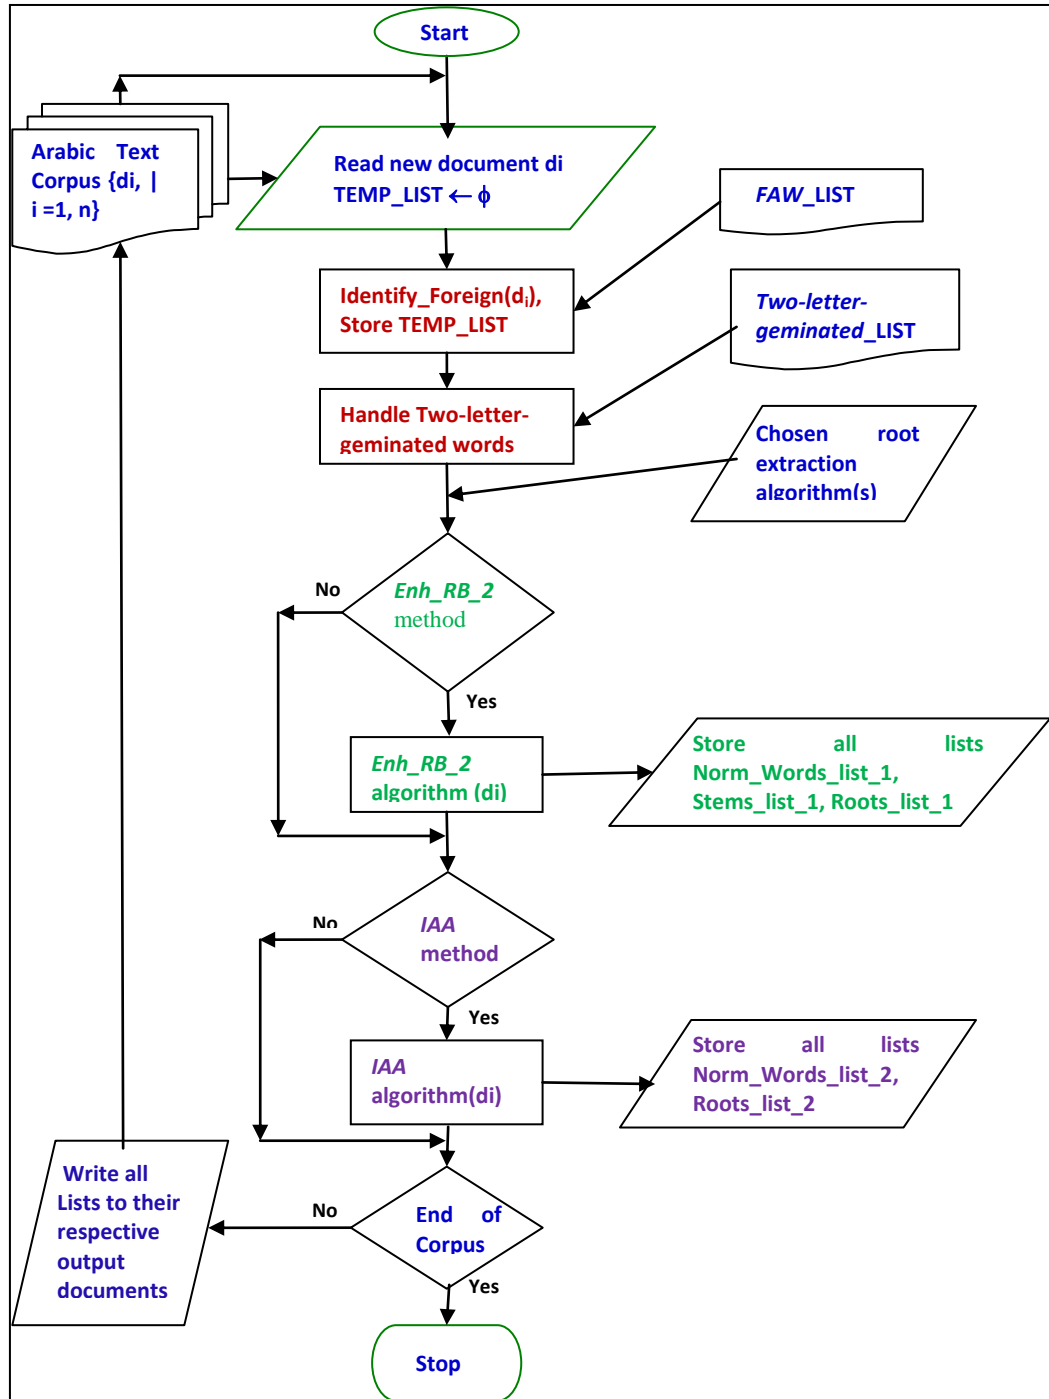 Start
Arabic Text
Corpus {di, |
i =1, n}
Read new document di
TEMP_LIST ← ϕ
FAW_LIST
Identify_Foreign(di),
Store TEMP_LIST
Two-letter-
geminated_LIST
Handle Two-letter-
geminated words
Chosen root
extraction
algorithm(s)
No
Enh_RB_2
method
Yes
Enh_RB_2
algorithm (di)
Store all lists
Norm_Words_list_1,
Stems_list_1, Roots_list_1
No
IAA
method
Yes
IAA
algorithm(di)
Store all lists
Norm_Words_list_2,
Roots_list_2
Write all
Lists to their
respective
output
documents
No
End of
Corpus
Yes
Stop